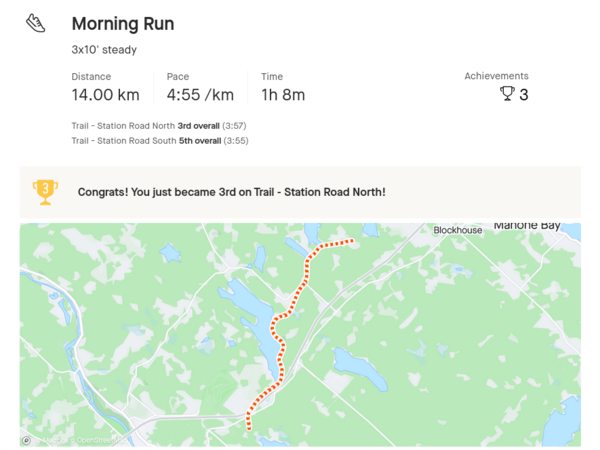 Morning Run
3x10' steady
Distance Pace Time Achievements
14.00 km 4:55 /km 1h 8m 3
Trail - Station Road North 3rd overall (3:57)
Trail - Station Road South 5th overall (3:55)
3 Congrats! You just became 3rd on Trail - Station Road North!
Blockhouse Mahone Bay
© OpenStreetMap